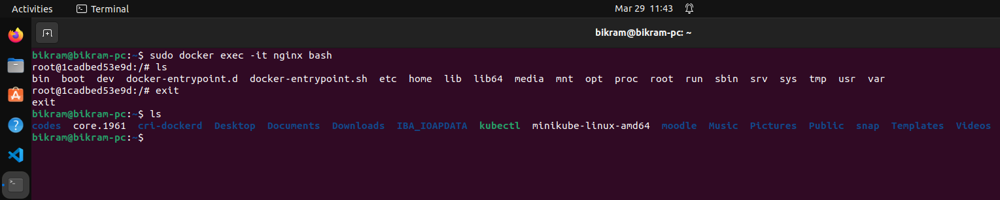 Activities Terminal Mar 29 11:43
bikram@bikram-pc: ~
bikram@bikram-pc:~$ sudo docker exec -it nginx bash
root@1cadbed53e9d:/# ls
bin boot dev docker-entrypoint.d docker-entrypoint.sh etc home lib lib64 media mnt opt proc root run sbin srv sys tmp usr var
root@1cadbed53e9d:/# exit
exit
bikram@bikram-pc:~$ ls
codes core.1961 cri-dockerd Desktop Documents Downloads IBA_IOAPDATA kubectl minikube-linux-amd64 moodle Music Pictures Public snap Templates Videos
bikram@bikram-pc:~$